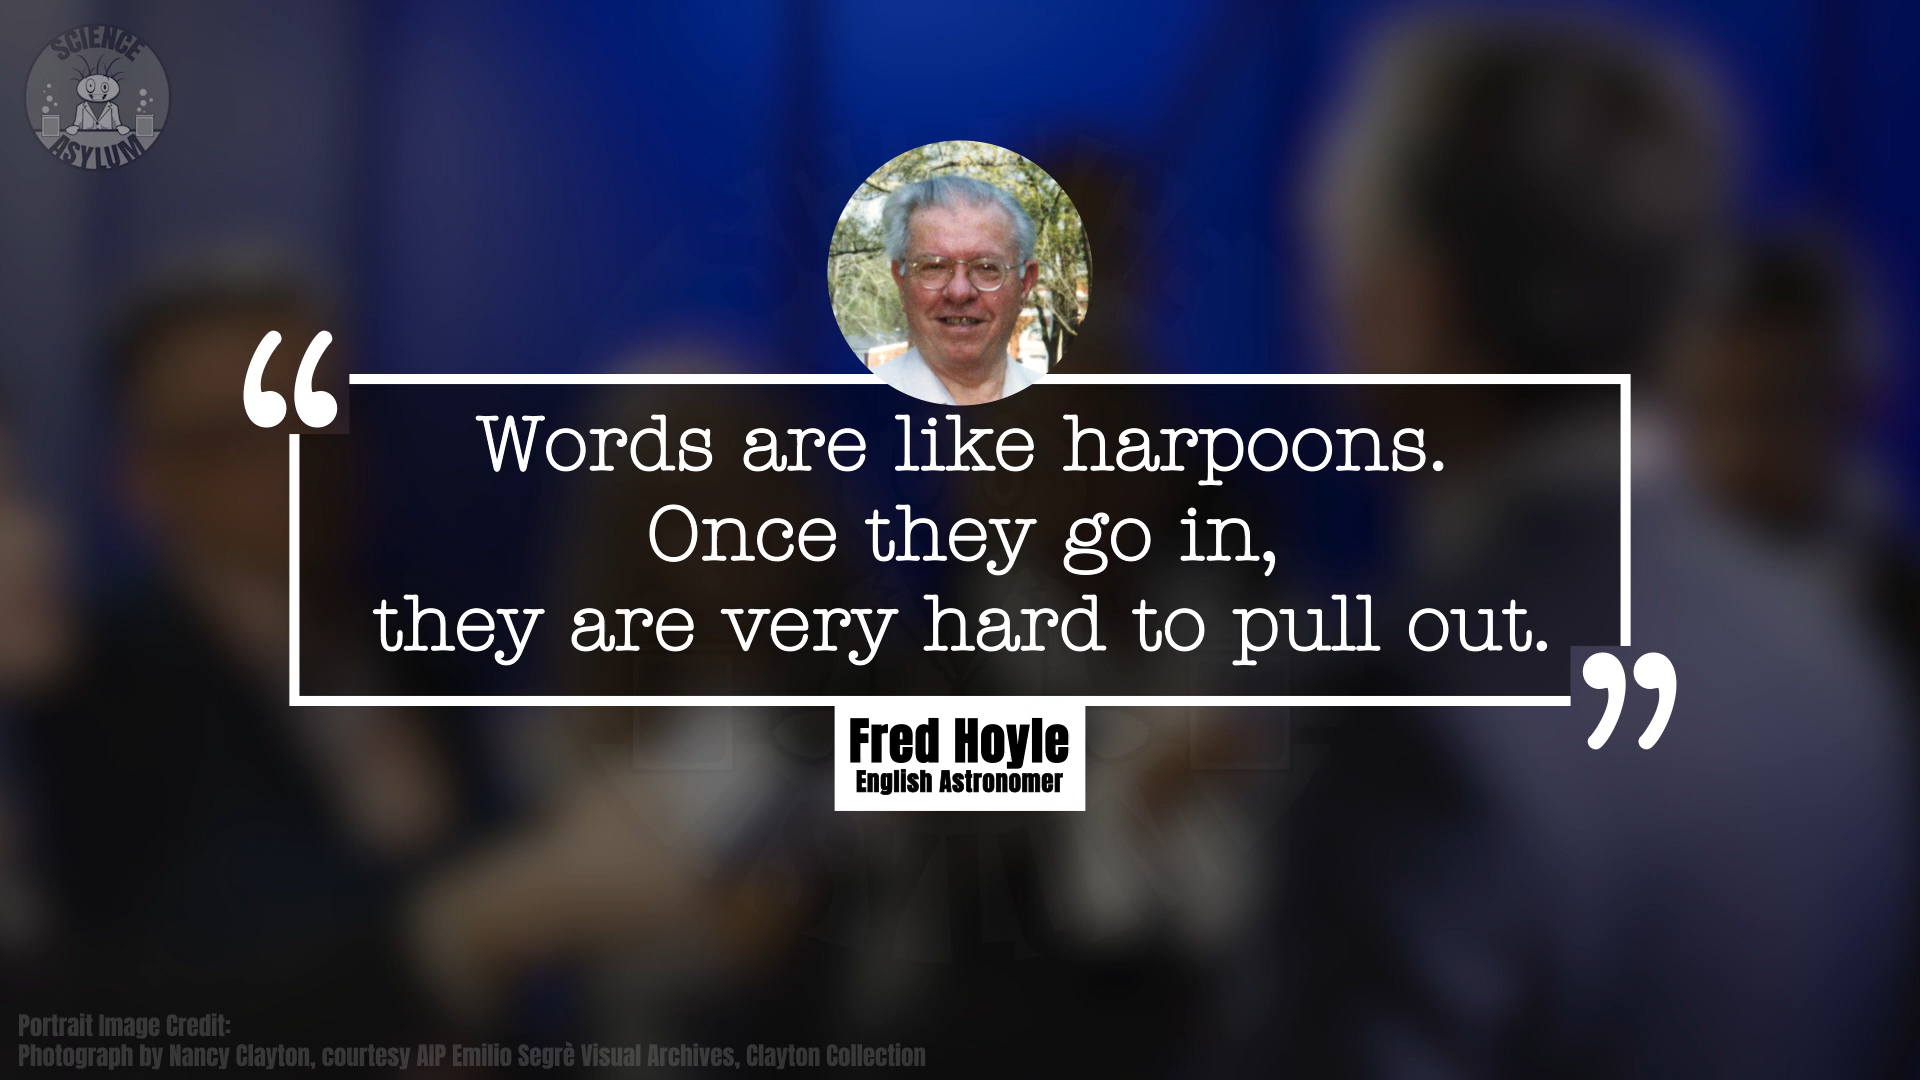 SCIENCE
ASYLUM
“
Words are like harpoons.
Once they go in,
they are very hard to pull out.
”
Fred Hoyle
English Astronomer
Portrait Image Credit:
Photograph by Nancy Clayton, courtesy AIP Emilio Segrè Visual Archives, Clayton Collection